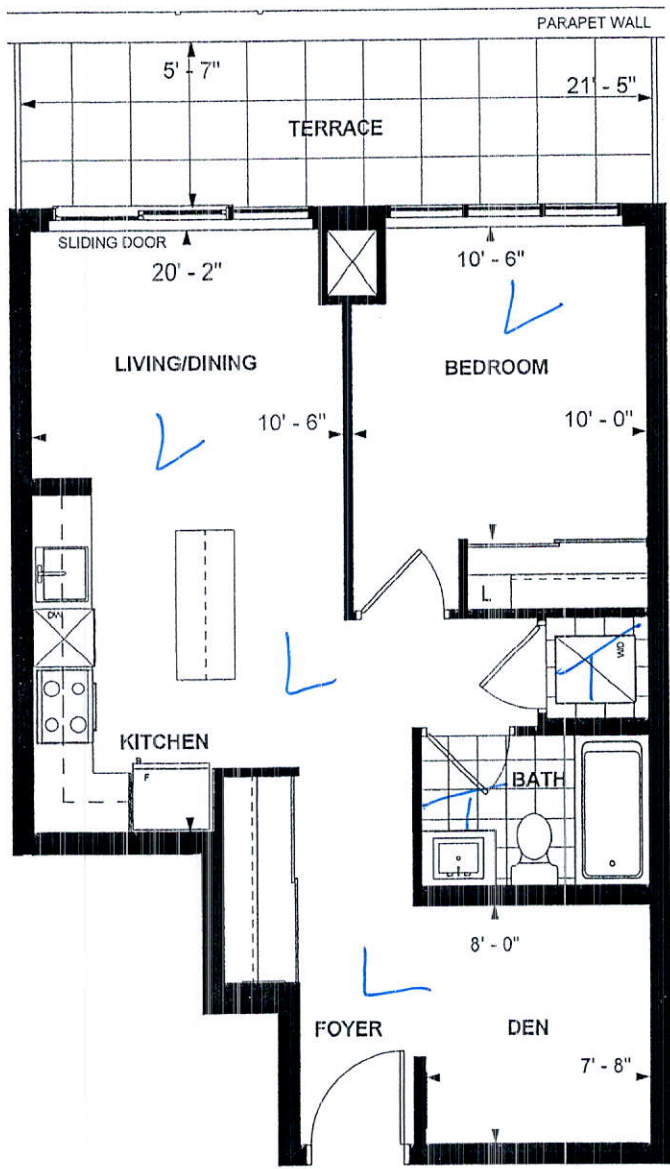 PARAPET WALL
5' - 7"
21' - 5"
TERRACE
SLIDING DOOR
20' - 2"
10' - 6"
LIVING/DINING
BEDROOM
10' - 6"
10' - 0"
L.
DW
WD
KITCHEN
F
BATH
8' - 0"
FOYER
DEN
7' - 8"